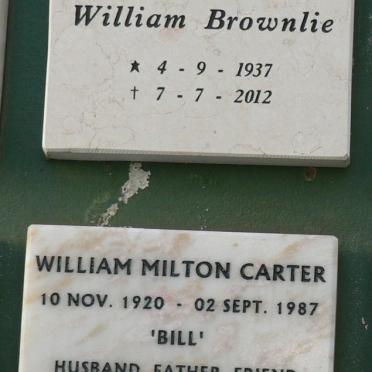 William Brownlie
★ 4 - 9 - 1937
† 7 - 7 - 2012
WILLIAM MILTON CARTER
10 NOV. 1920 - 02 SEPT. 1987
'BILL'
HUSBAND, FATHER, FRIEND